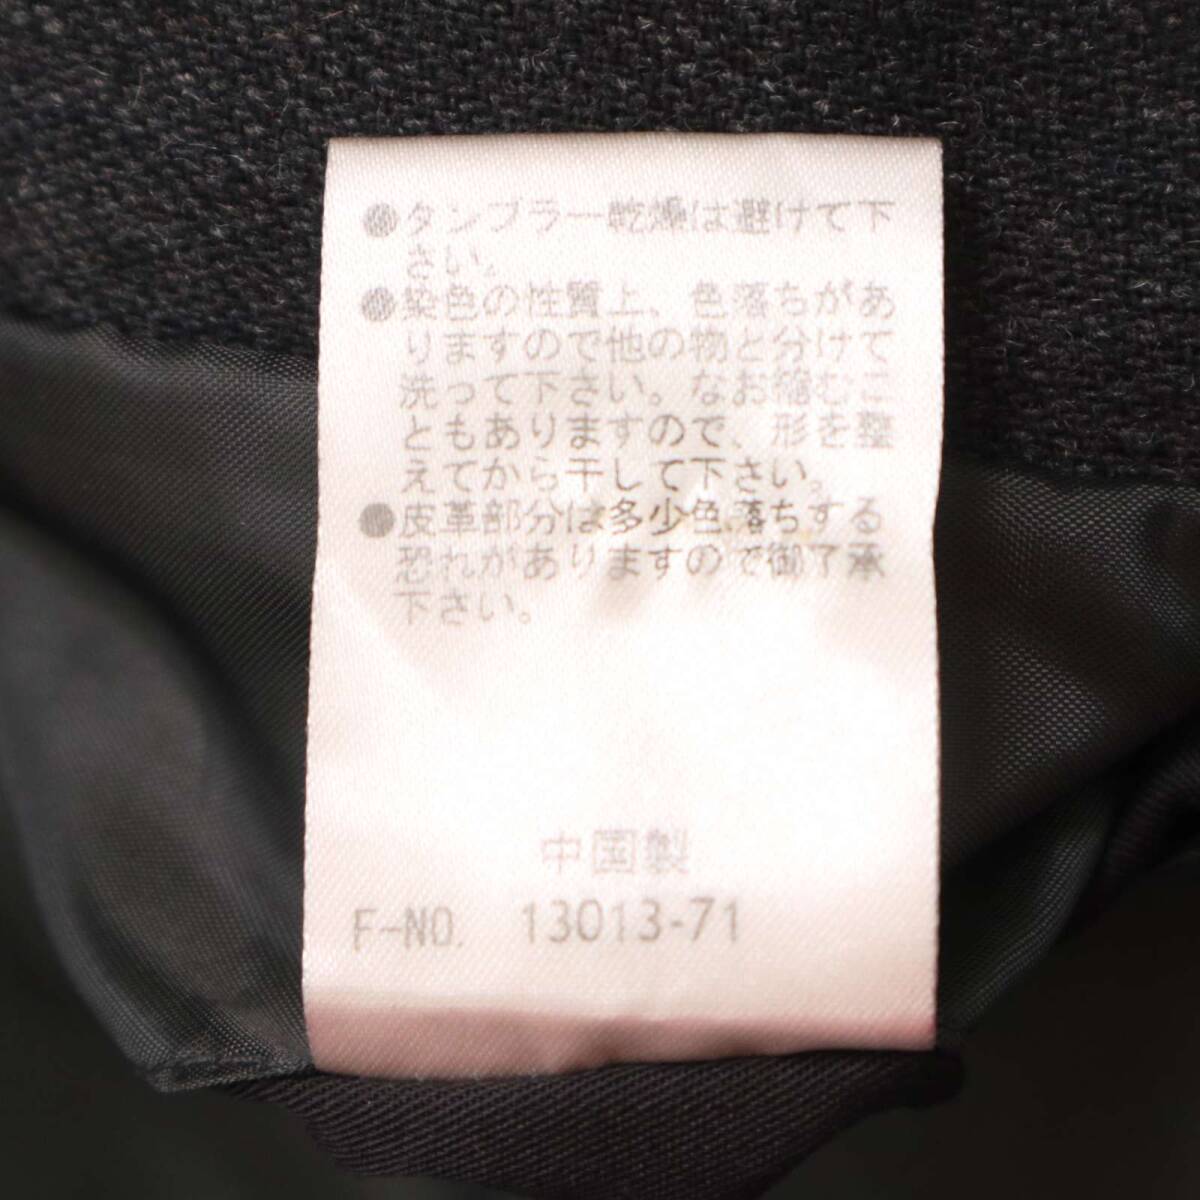 ●タンブラー乾燥は避けて下
さい。
●染色の性質上、色落ちがあ
りますので他の物と分けて
洗って下さい。なお縮むこ
ともありますので、形を整
えてから干して下さい。
●皮革部分は多少色落ちする
恐れがありますので御了承
下さい。
中国製
F-NO. 13013-71